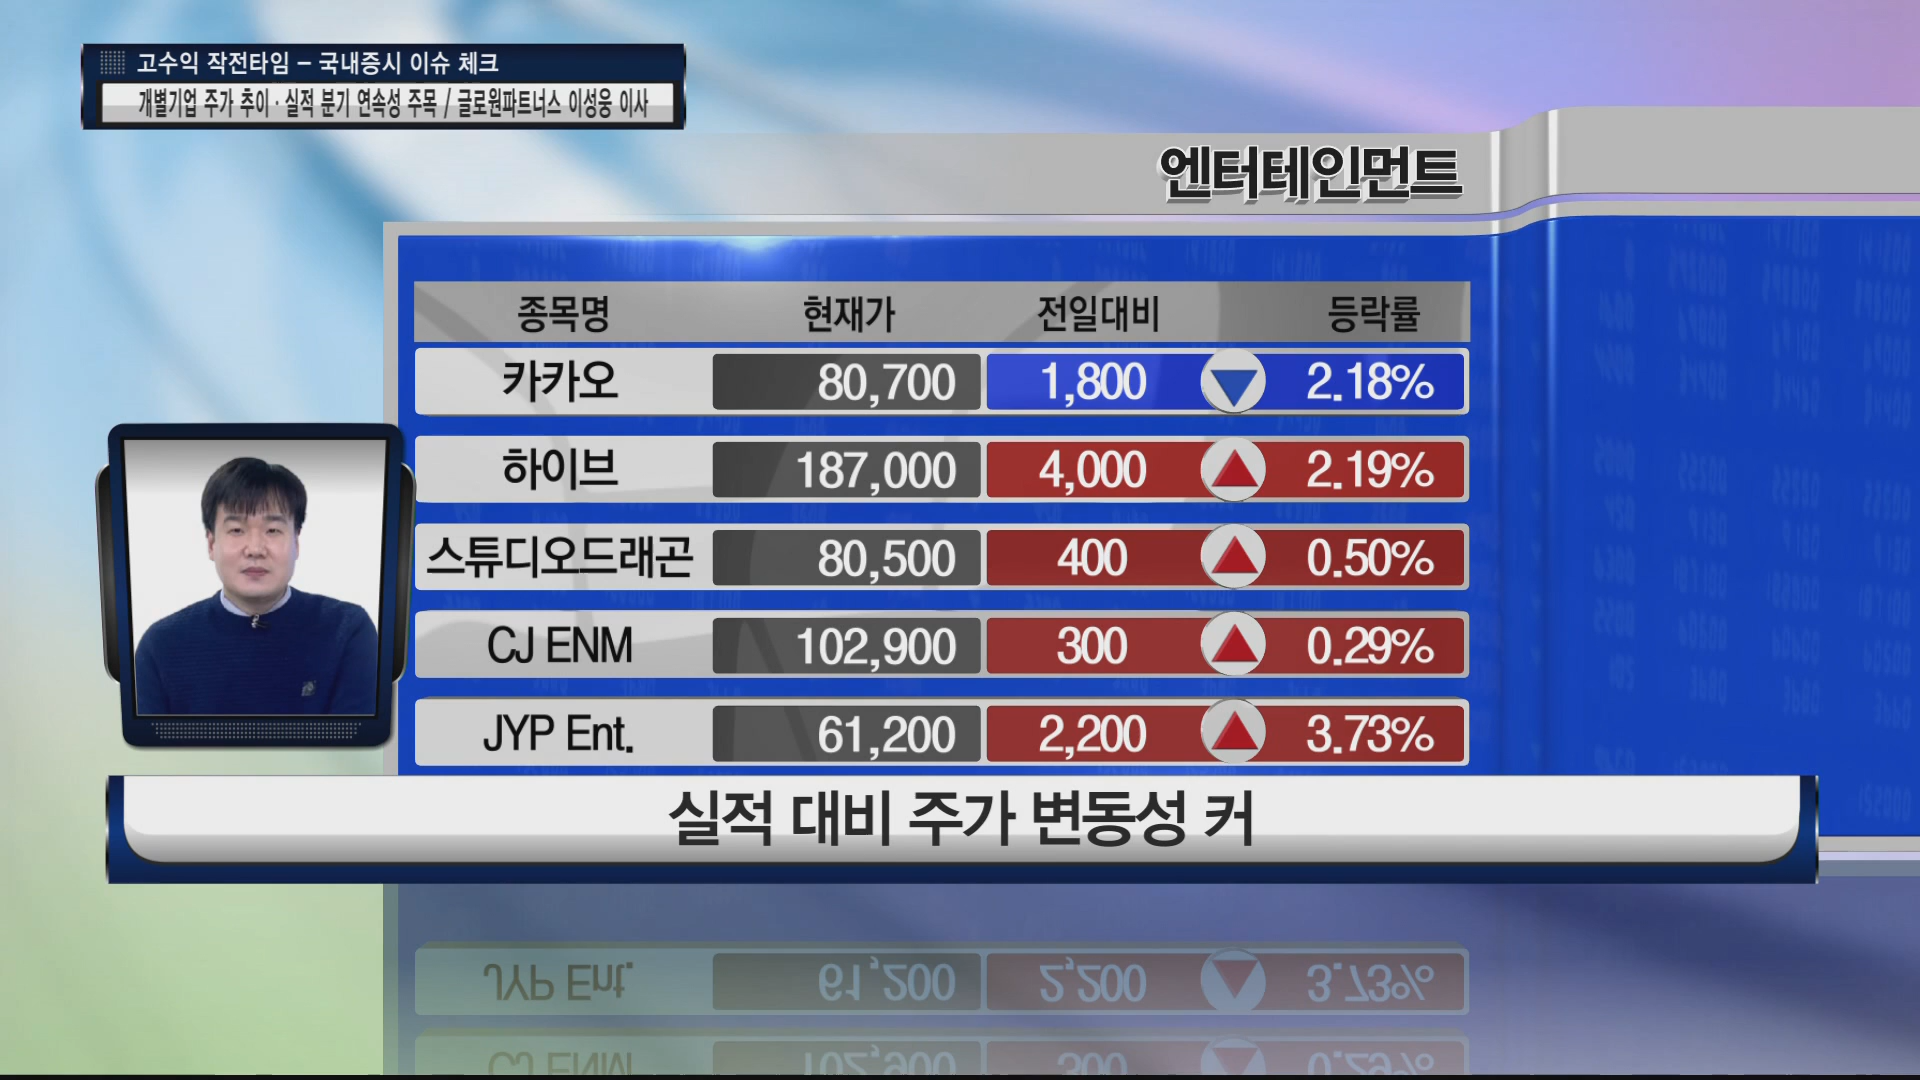 고수익 작전타임 – 국내증시 이슈 체크
개별기업 주가 추이·실적 분기 연속성 주목 / 글로원파트너스 이성웅 이사
엔터테인먼트
종목명 현재가 전일대비 등락률
카카오 80,700 1,800 ▼ 2.18%
하이브 187,000 4,000 ▲ 2.19%
스튜디오드래곤 80,500 400 ▲ 0.50%
CJ ENM 102,900 300 ▲ 0.29%
JYP Ent. 61,200 2,200 ▲ 3.73%
실적 대비 주가 변동성 커